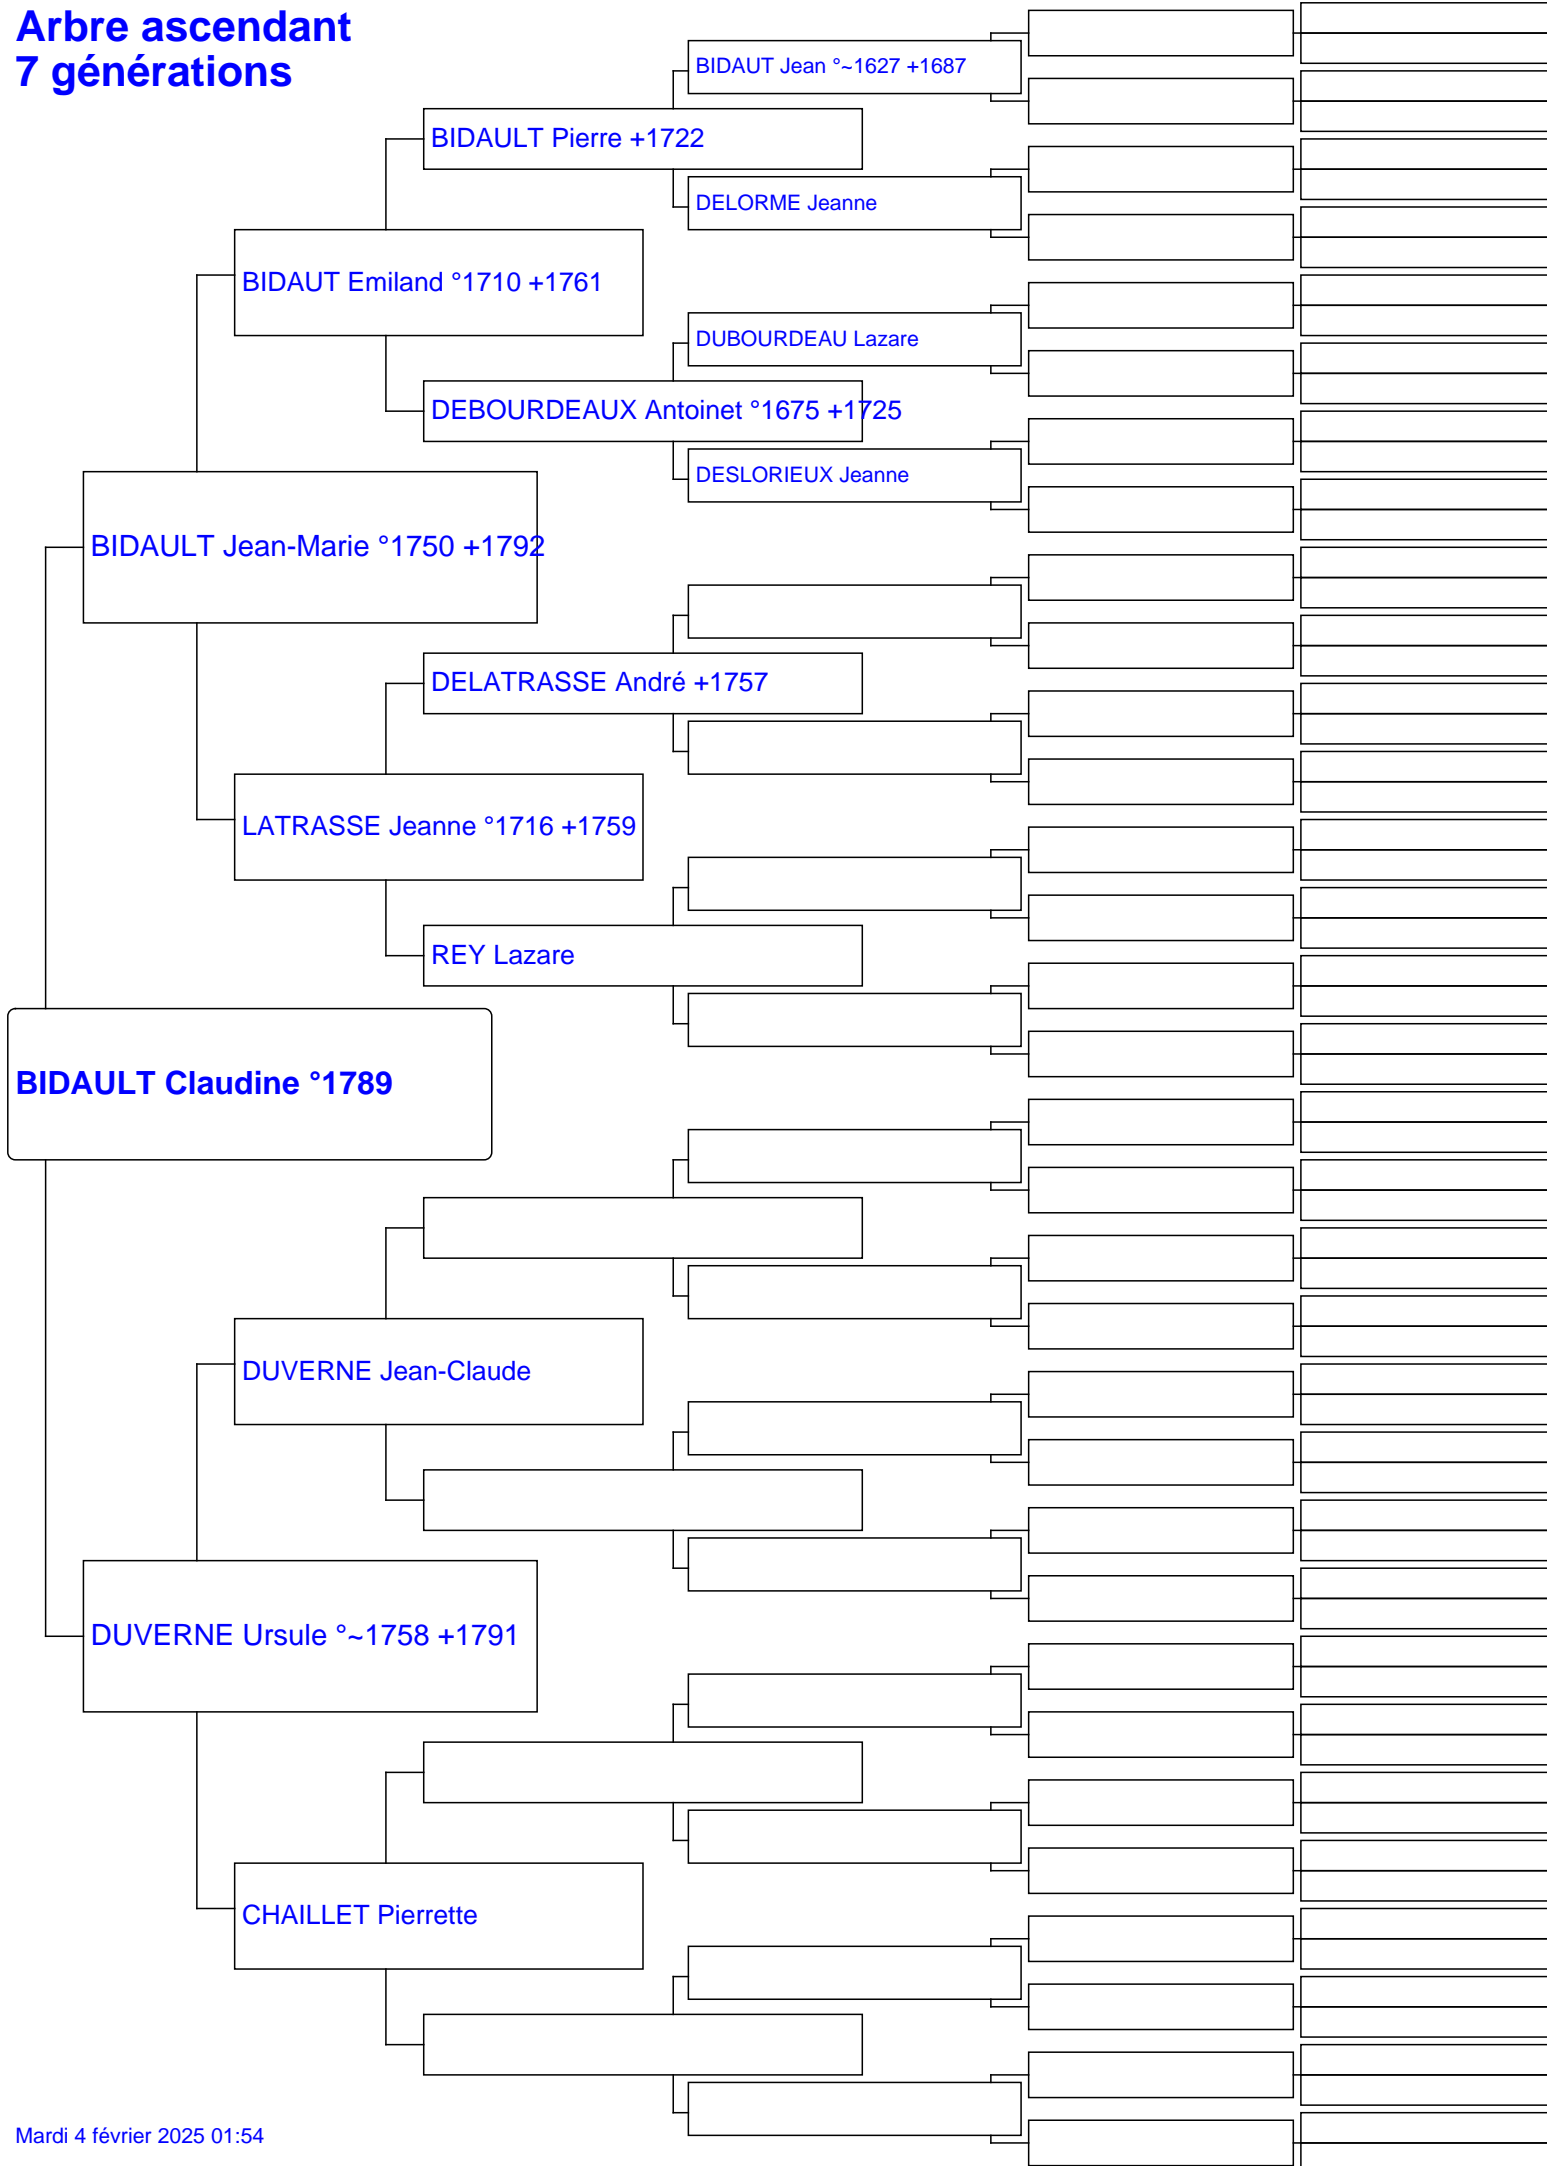 Arbre ascendant
7 générations
BIDAUT Jean °~1627 +1687
BIDAULT Pierre +1722
DELORME Jeanne
BIDAUT Emiland °1710 +1761
DUBOURDEAU Lazare
DEBOURDEAUX Antoinet °1675 +1725
DESLORIEUX Jeanne
BIDAULT Jean-Marie °1750 +1792
DELATRASSE André +1757
LATRASSE Jeanne °1716 +1759
REY Lazare
BIDAULT Claudine °1789
DUVERNE Jean-Claude
DUVERNE Ursule °~1758 +1791
CHAILLET Pierrette
Mardi 4 février 2025 01:54